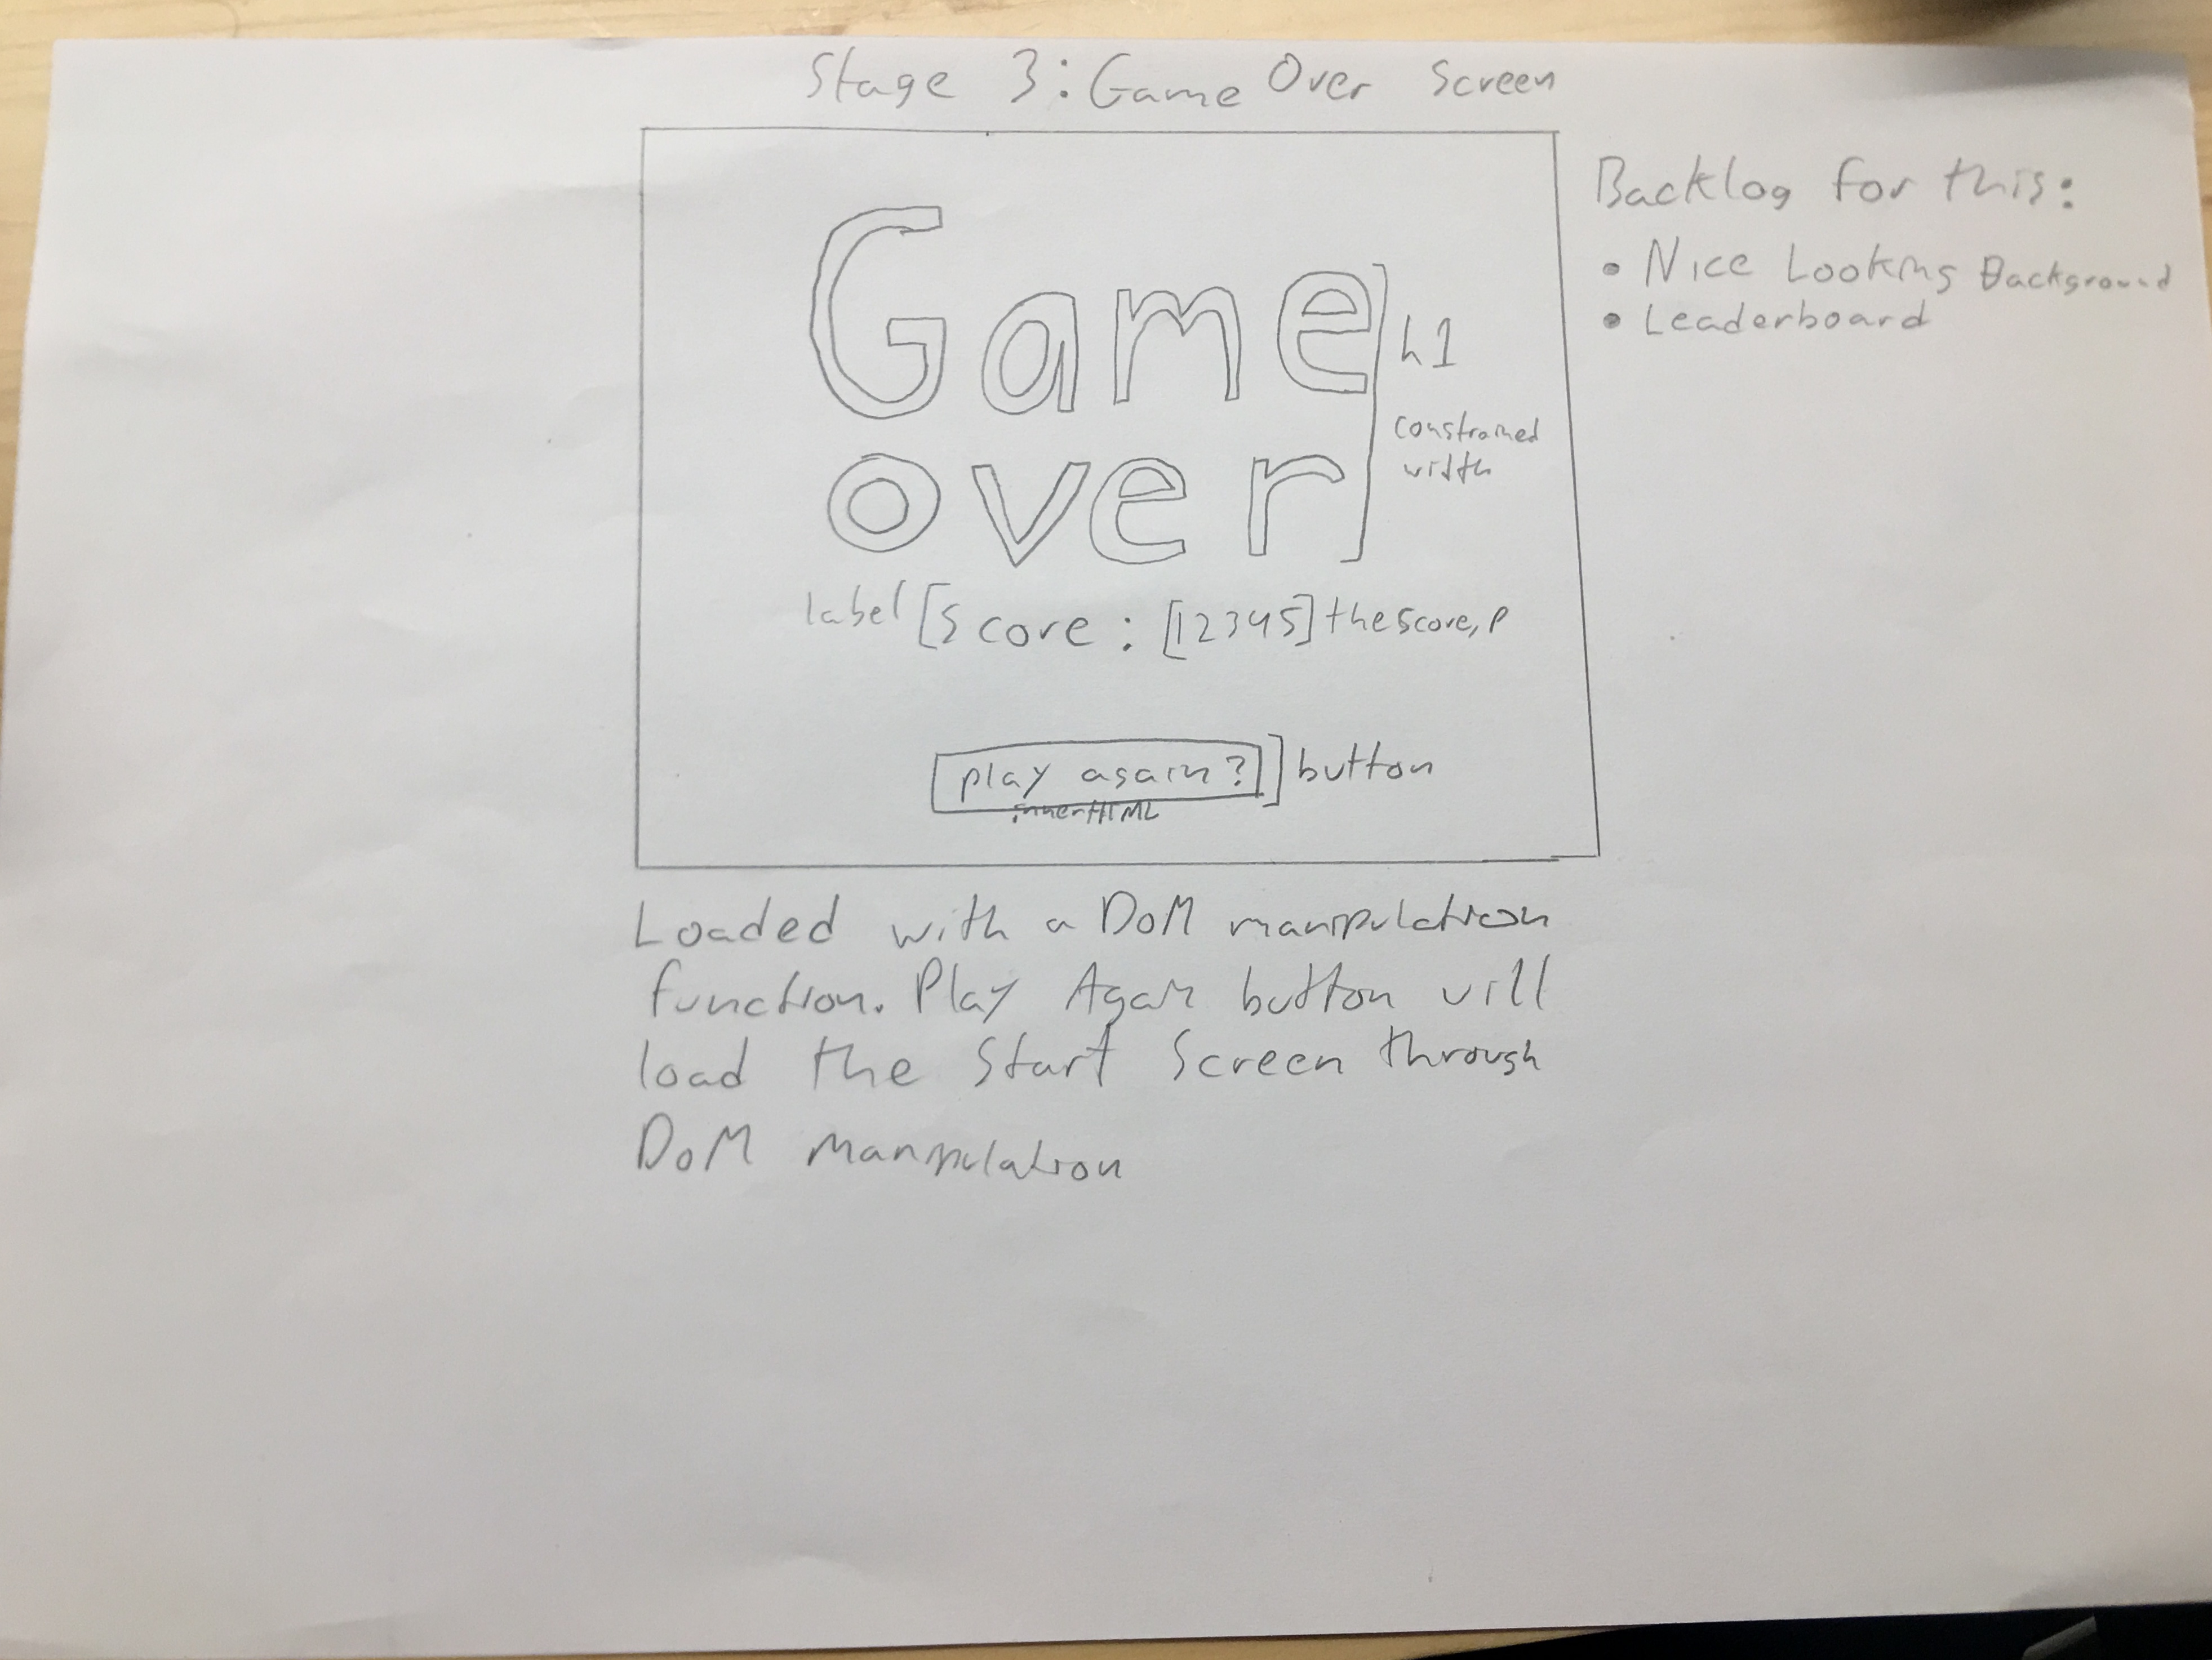 Stage 3: Game Over Screen
Game
over
h1
constrained
width
label [Score: [12345] the score, p
play again?] button
innerHTML
Backlog for this:
• Nice Looking Background
• Leaderboard
Loaded with a DoM manipulation
function. Play Again button will
load the Start Screen through
DoM Manipulation